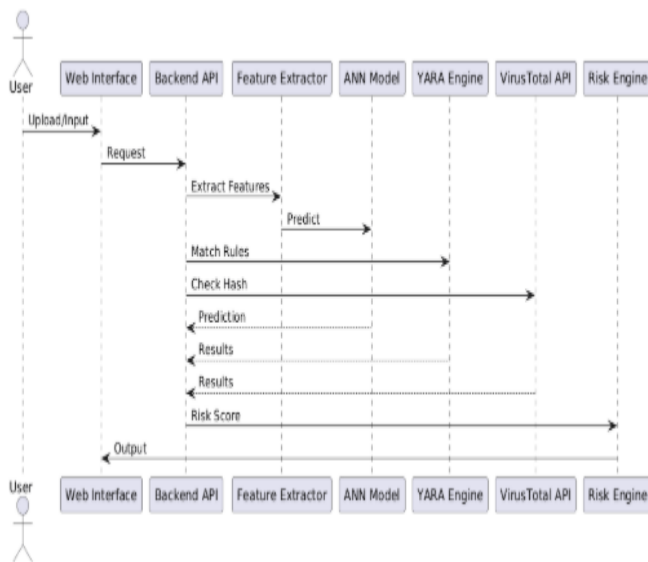 User
Web Interface Backend API Feature Extractor ANN Model YARA Engine VirusTotal API Risk Engine
Upload/Input
Request
Extract Features
Predict
Match Rules
Check Hash
Prediction
Results
Results
Risk Score
Output
User
Web Interface Backend API Feature Extractor ANN Model YARA Engine VirusTotal API Risk Engine